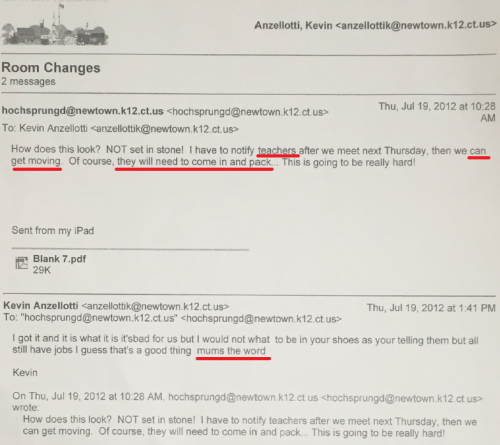 Anzellotti, Kevin <anzellottik@newtown.k12.ct.us>
Room Changes
2 messages
hochsprungd@newtown.k12.ct.us <hochsprungd@newtown.k12.ct.us>
Thu, Jul 19, 2012 at 10:28
AM
To: Kevin Anzellotti <anzellottik@newtown.k12.ct.us>
How does this look? NOT set in stone! I have to notify teachers after we meet next Thursday, then we can
get moving. Of course, they will need to come in and pack... This is going to be really hard!
Sent from my iPad
Blank 7.pdf
29K
Kevin Anzellotti <anzellottik@newtown.k12.ct.us>
Thu, Jul 19, 2012 at 1:41 PM
To: "hochsprungd@newtown.k12.ct.us" <hochsprungd@newtown.k12.ct.us>
I got it and it is what it is it'sbad for us but I would not what to be in your shoes as your telling them but all
still have jobs I guess that's a good thing mums the word
Kevin
On Thu, Jul 19, 2012 at 10:28 AM, hochsprungd@newtown.k12.ct.us <hochsprungd@newtown.k12.ct.us>
wrote:
How does this look? NOT set in stone! I have to notify teachers after we meet next Thursday, then we
can get moving. Of course, they will need to come in and pack... This is going to be really hard!